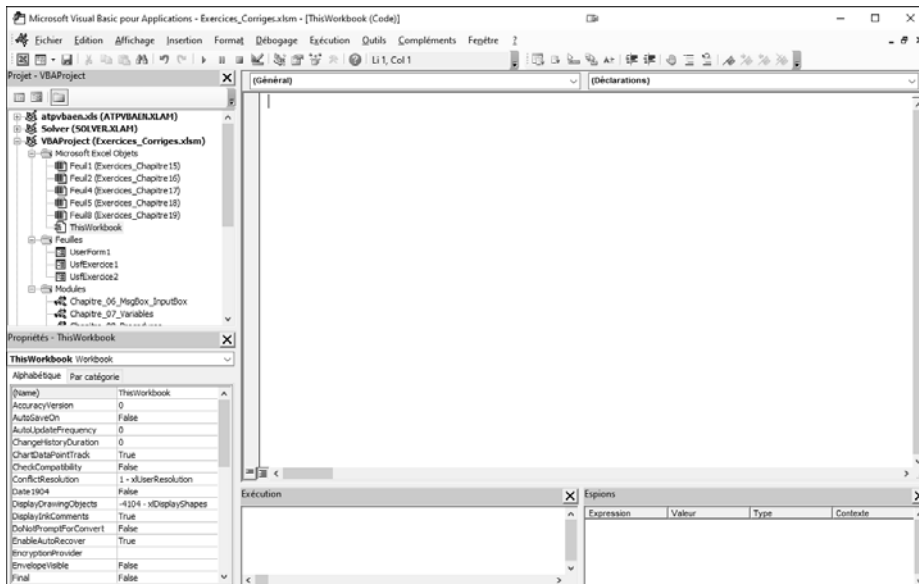 Microsoft Visual Basic pour Applications - Exercices_Corriges.xlsm - [ThisWorkbook (Code)]
Fichier Edition Affichage Insertion Format Débogage Exécution Outils Compléments Fenêtre ?
Li 1, Col 1
Projet - VBAProject
(Général)
(Déclarations)
atpvbaen.xls (ATPVBAEN.XLAM)
Solver (SOLVER.XLAM)
VBAProject (Exercices_Corriges.xlsm)
Microsoft Excel Objets
Feuil1 (Exercices_Chapitre15)
Feuil2 (Exercices_Chapitre16)
Feuil4 (Exercices_Chapitre17)
Feuil5 (Exercices_Chapitre18)
Feuil8 (Exercices_Chapitre19)
ThisWorkbook
Feuilles
UserForm1
UsfExercice1
UsfExercice2
Modules
Chapitre_06_MsgBox_InputBox
Chapitre_07_Variables
Propriétés - ThisWorkbook
ThisWorkbook Workbook
Alphabétique Par catégorie
(Name) ThisWorkbook
AccuracyVersion 0
AutoSaveOn False
AutoUpdateFrequency 0
ChangeHistoryDuration 0
ChartDataPointTrack True
CheckCompatibility False
ConflictResolution 1 - xlUserResolution
Date1904 False
DisplayDrawingObjects -4104 - xlDisplayShapes
DisplayInkComments True
DoNotPromptForConvert False
EnableAutoRecover True
EncryptionProvider
EnvelopeVisible False
Final False
Exécution
Espions
Expression Valeur Type Contexte